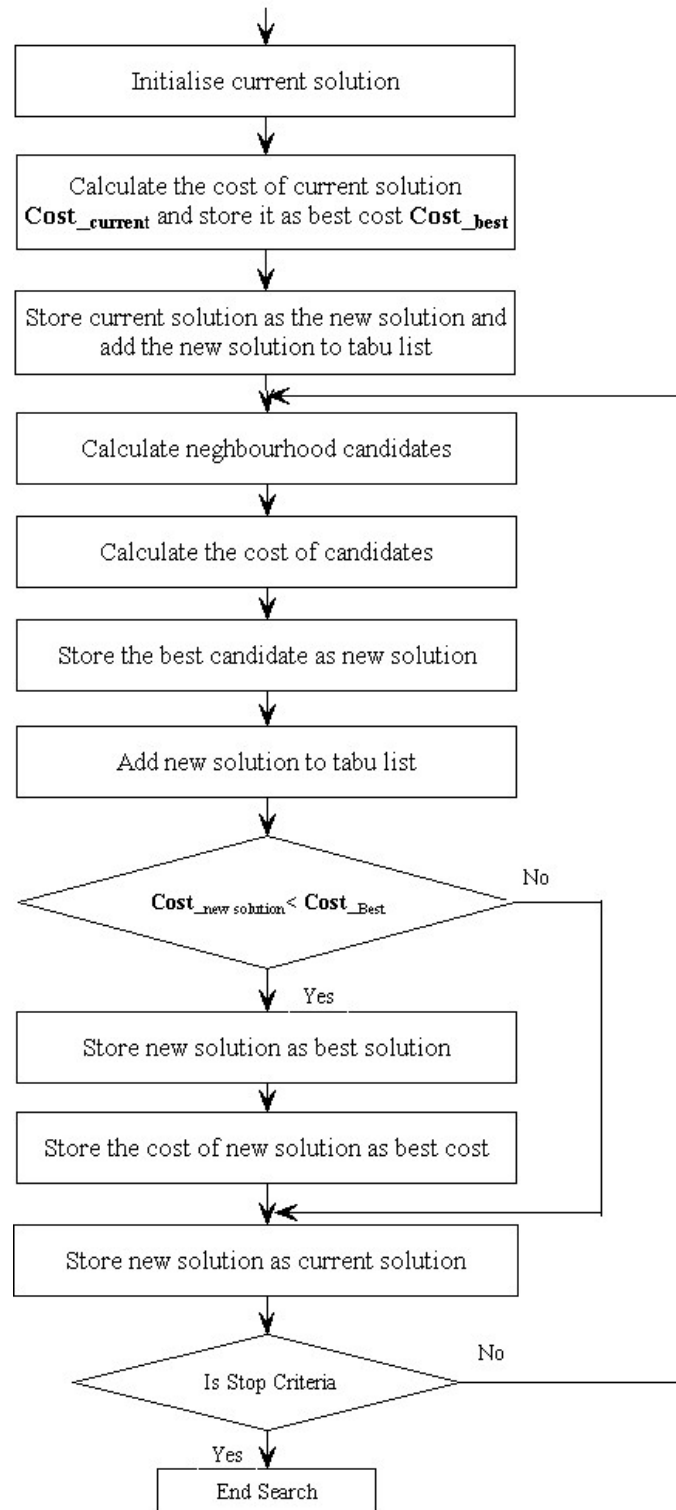 Initialise current solution
Calculate the cost of current solution
Cost_current and store it as best cost Cost_best
Store current solution as the new solution and
add the new solution to tabu list
Calculate neghbourhood candidates
Calculate the cost of candidates
Store the best candidate as new solution
Add new solution to tabu list
No
Cost_new solution< Cost_Best
Yes
Store new solution as best solution
Store the cost of new solution as best cost
Store new solution as current solution
No
Is Stop Criteria
Yes
End Search